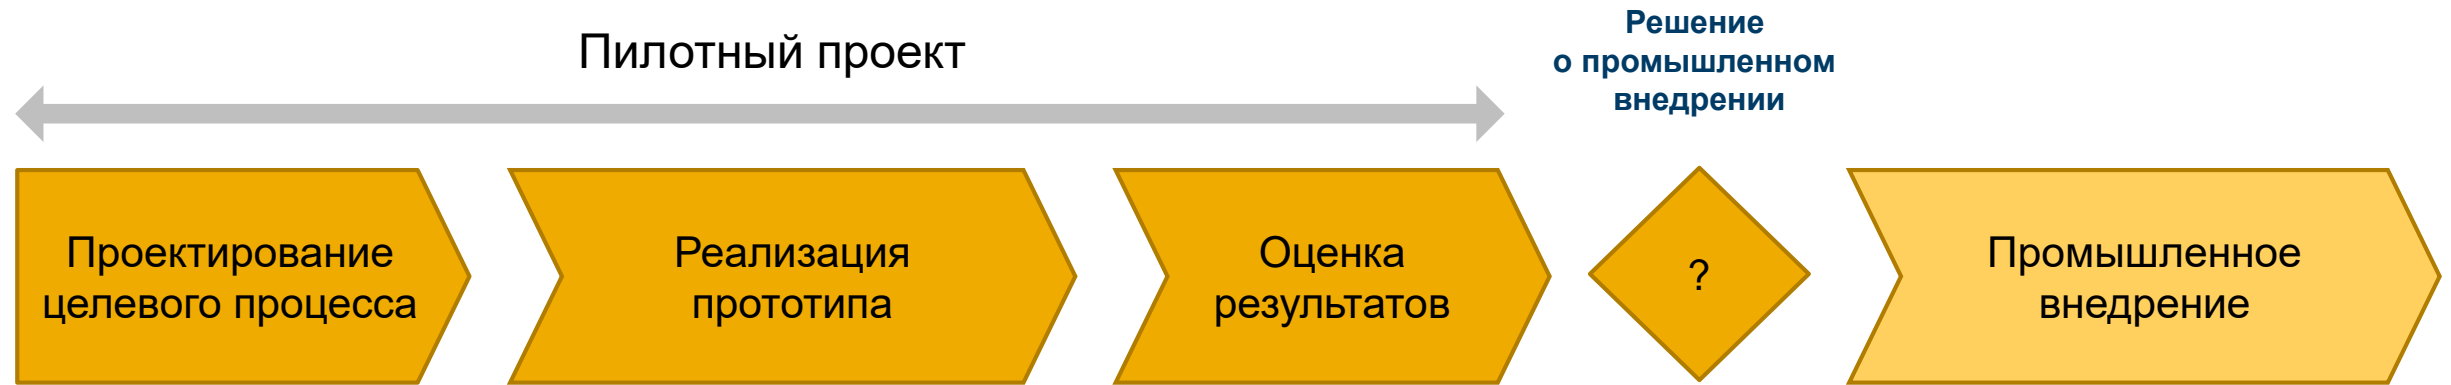 Пилотный проект
Решение
о промышленном
внедрении
Проектирование
целевого процесса
Реализация
прототипа
Оценка
результатов
?
Промышленное
внедрение